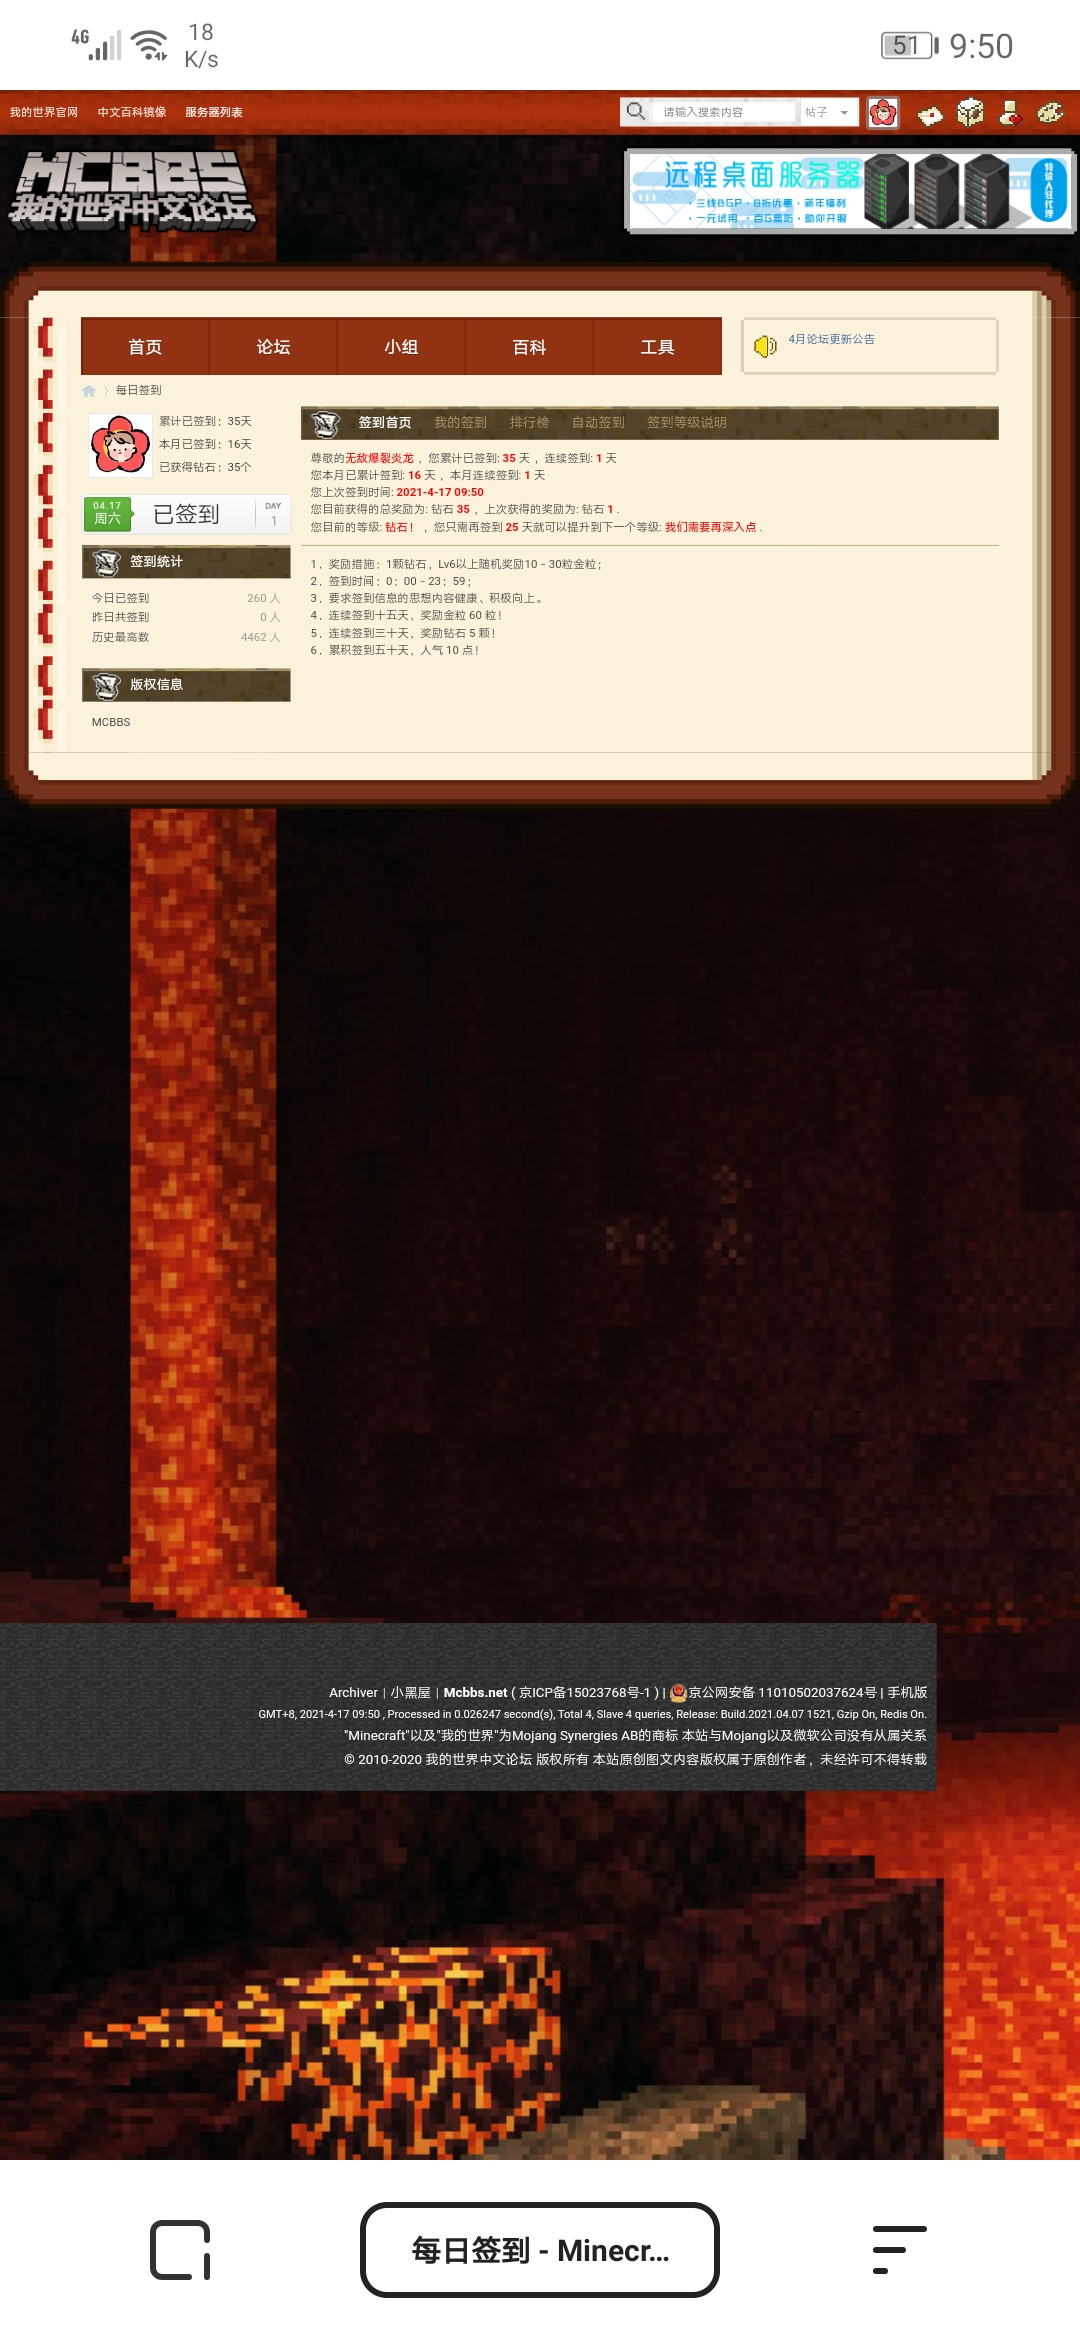 4G 18 K/s 51 9:50
我的世界官网 中文百科镜像 服务器列表 请输入搜索内容 帖子
MCBBS
我的世界中文论坛
远程桌面服务器
·三线BGP ·8折优惠 ·新年福利
·一元试用 ·百G高防 ·助你开服
特价入驻代理
首页 论坛 小组 百科 工具
4月论坛更新公告
每日签到
累计已签到：35天
本月已签到：16天
已获得钻石：35个
04.17
周六
已签到
DAY
1
签到统计
今日已签到 260 人
昨日共签到 0 人
历史最高数 4462 人
版权信息
MCBBS
签到首页 我的签到 排行榜 自动签到 签到等级说明
尊敬的无敌爆裂炎龙 ，您累计已签到: 35 天 ，连续签到: 1 天
您本月已累计签到: 16 天 ，本月连续签到: 1 天
您上次签到时间: 2021-4-17 09:50
您目前获得的总奖励为: 钻石 35 ，上次获得的奖励为: 钻石 1 .
您目前的等级: 钻石！ ，您只需再签到 25 天就可以提升到下一个等级: 我们需要再深入点 .
1．奖励措施：1颗钻石，Lv6以上随机奖励10－30粒金粒；
2．签到时间：0：00－23：59；
3．要求签到信息的思想内容健康、积极向上。
4．连续签到十五天，奖励金粒 60 粒！
5．连续签到三十天，奖励钻石 5 颗！
6．累积签到五十天，人气 10 点！
Archiver | 小黑屋 | Mcbbs.net ( 京ICP备15023768号-1 ) | 京公网安备 11010502037624号 | 手机版
GMT+8, 2021-4-17 09:50 , Processed in 0.026247 second(s), Total 4, Slave 4 queries, Release: Build.2021.04.07 1521, Gzip On, Redis On.
"Minecraft"以及"我的世界"为Mojang Synergies AB的商标 本站与Mojang以及微软公司没有从属关系
© 2010-2020 我的世界中文论坛 版权所有 本站原创图文内容版权属于原创作者，未经许可不得转载
每日签到 - Minecr...